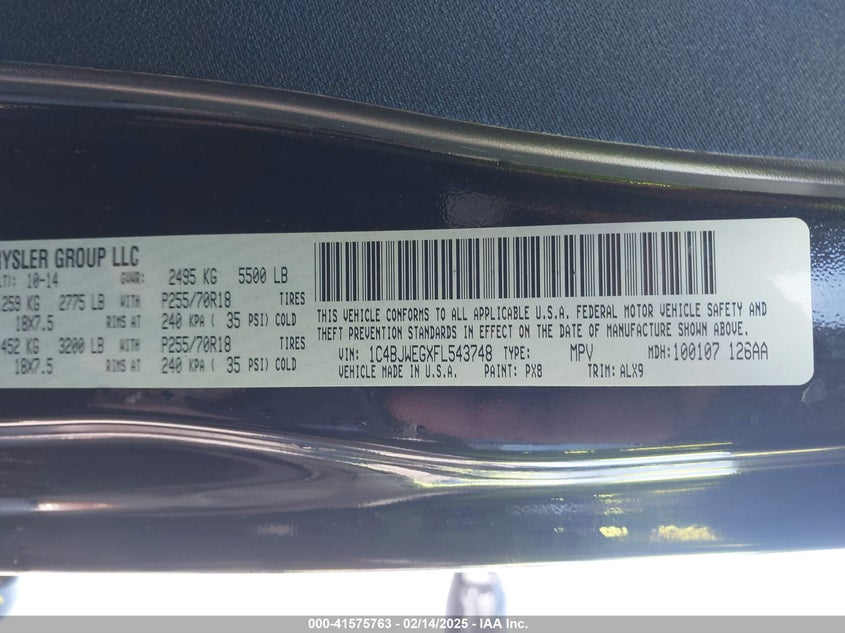 RYSLER GROUP LLC
LT): 10-14 GVWR: 2495 KG 5500 LB
259 KG 2775 LB WITH P255/70R18 TIRES
18X7.5 RIMS AT 240 KPA ( 35 PSI) COLD
452 KG 3200 LB WITH P255/70R18 TIRES
18X7.5 RIMS AT 240 KPA ( 35 PSI) COLD
THIS VEHICLE CONFORMS TO ALL APPLICABLE U.S.A. FEDERAL MOTOR VEHICLE SAFETY AND
THEFT PREVENTION STANDARDS IN EFFECT ON THE DATE OF MANUFACTURE SHOWN ABOVE.
VIN: 1C4BJWEGXFL543748 TYPE: MPV MDH: 100107 126AA
VEHICLE MADE IN U.S.A. PAINT: PX8 TRIM: ALX9
000-41575763 - 02/14/2025 - IAA Inc.